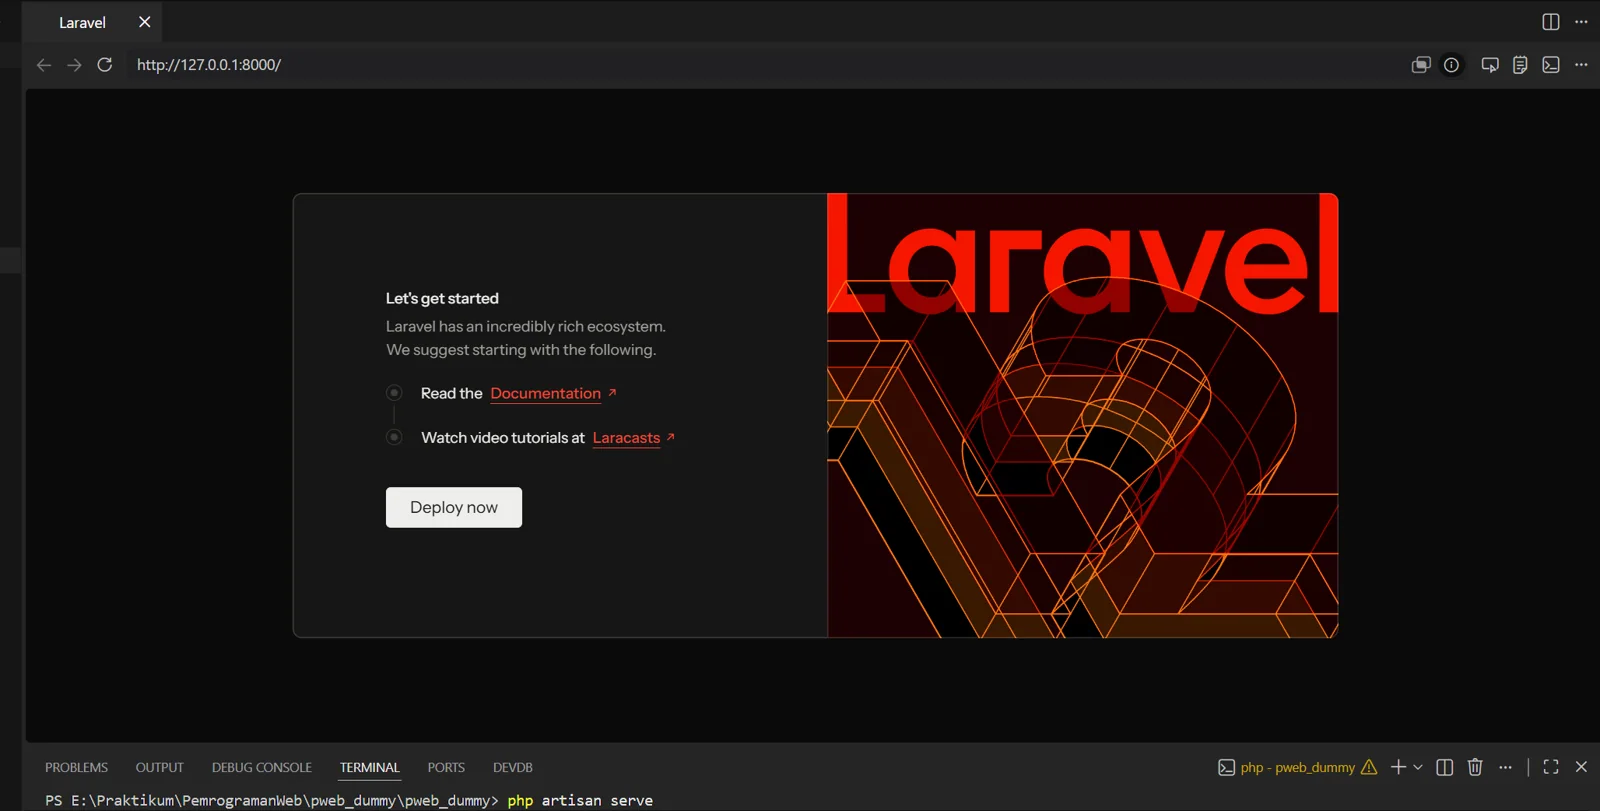 Laravel
http://127.0.0.1:8000/
Let's get started
Laravel has an incredibly rich ecosystem.
We suggest starting with the following.
Read the Documentation
Watch video tutorials at Laracasts
Deploy now
Laravel
PROBLEMS OUTPUT DEBUG CONSOLE TERMINAL PORTS DEVDB
php - pweb_dummy
PS E:\Praktikum\PemrogramanWeb\pweb_dummy\pweb_dummy> php artisan serve